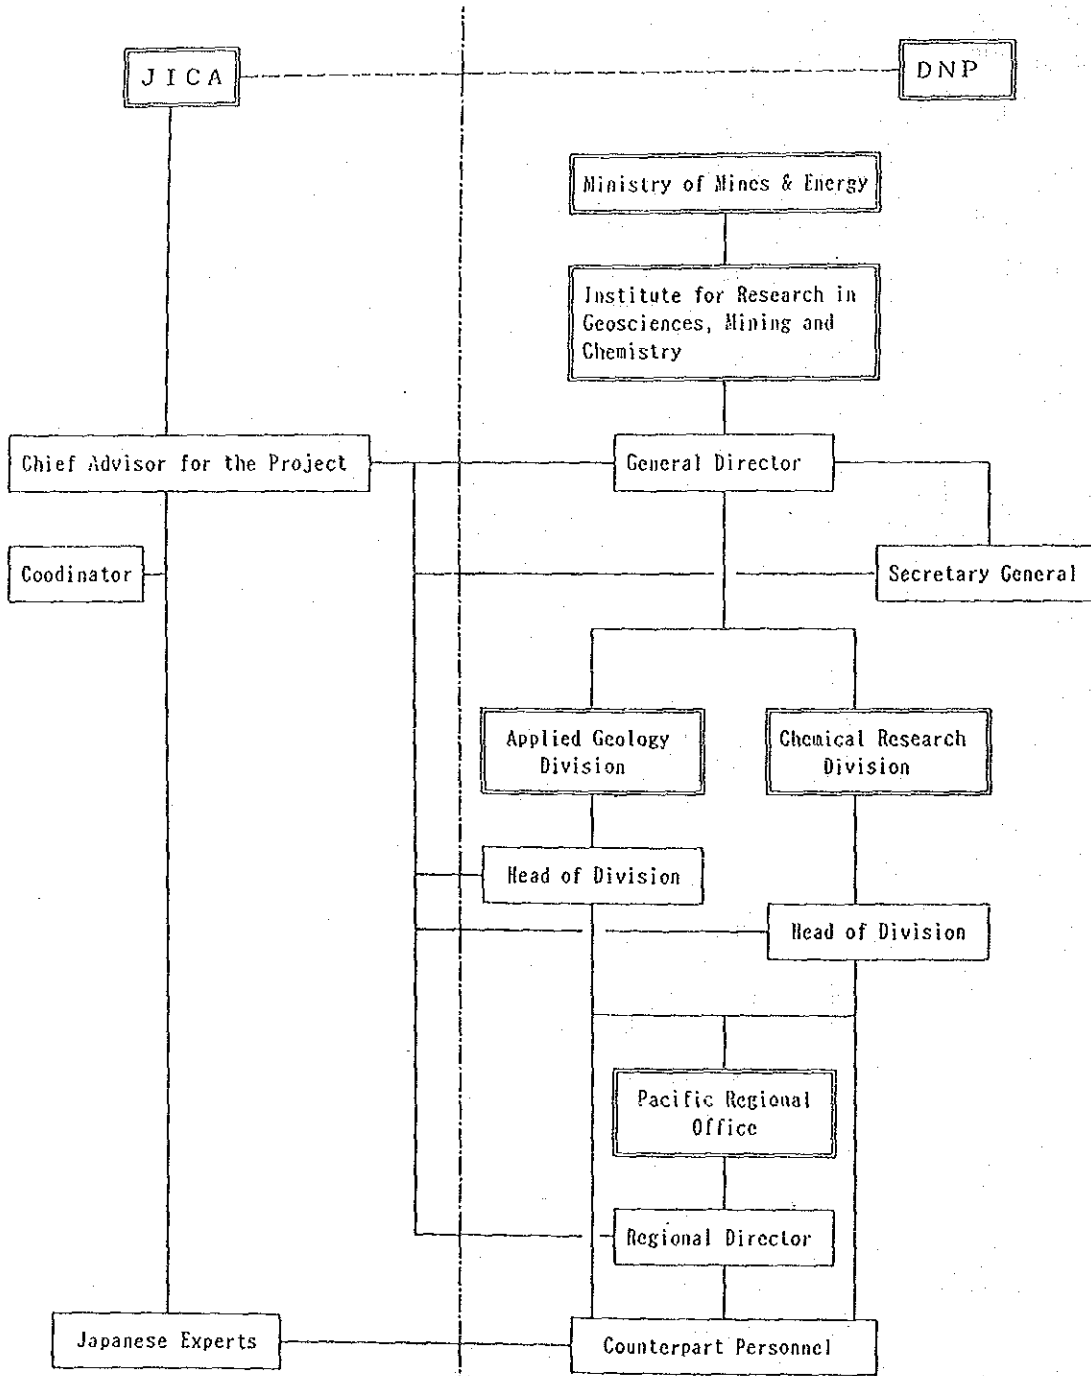 JICA
DNP
Ministry of Mines & Energy
Institute for Research in
Geosciences, Mining and
Chemistry
Chief Advisor for the Project
General Director
Coodinator
Secretary General
Applied Geology
Division
Chemical Research
Division
Head of Division
Head of Division
Pacific Regional
Office
Regional Director
Japanese Experts
Counterpart Personnel